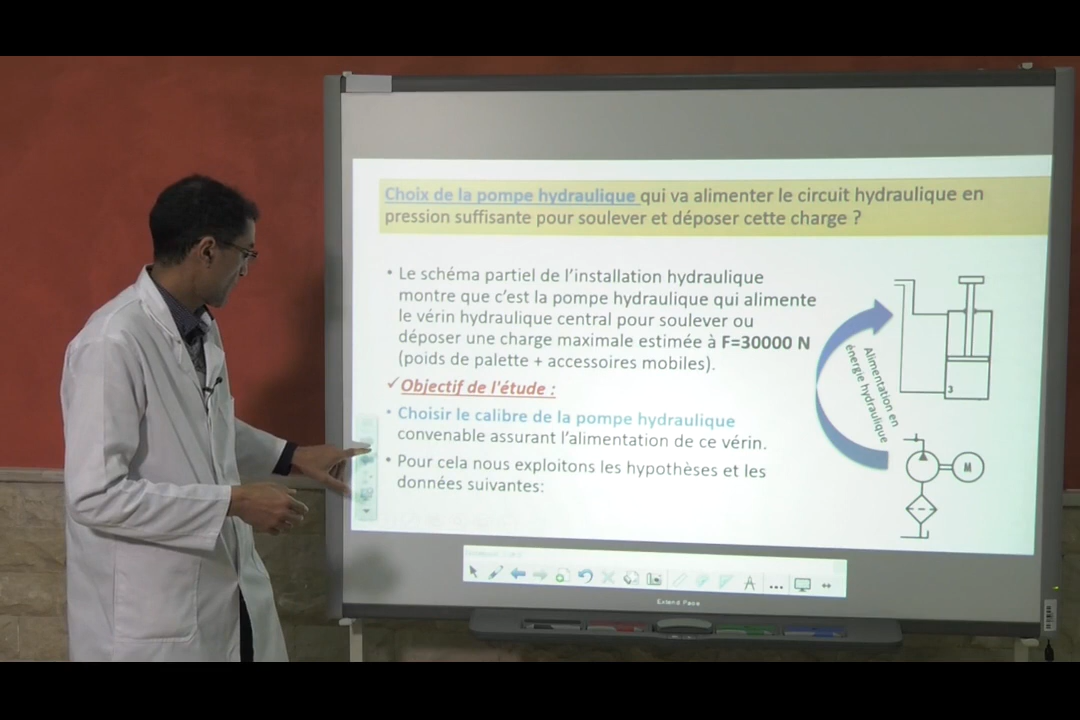 Choix de la pompe hydraulique qui va alimenter le circuit hydraulique en
pression suffisante pour soulever et déposer cette charge ?
• Le schéma partiel de l'installation hydraulique
montre que c'est la pompe hydraulique qui alimente
le vérin hydraulique central pour soulever ou
déposer une charge maximale estimée à F=30000 N
(poids de palette + accessoires mobiles).
✓Objectif de l'étude :
• Choisir le calibre de la pompe hydraulique
convenable assurant l'alimentation de ce vérin.
• Pour cela nous exploitons les hypothèses et les
données suivantes:
Alimentation en
énergie hydraulique
3
M
Extend Page